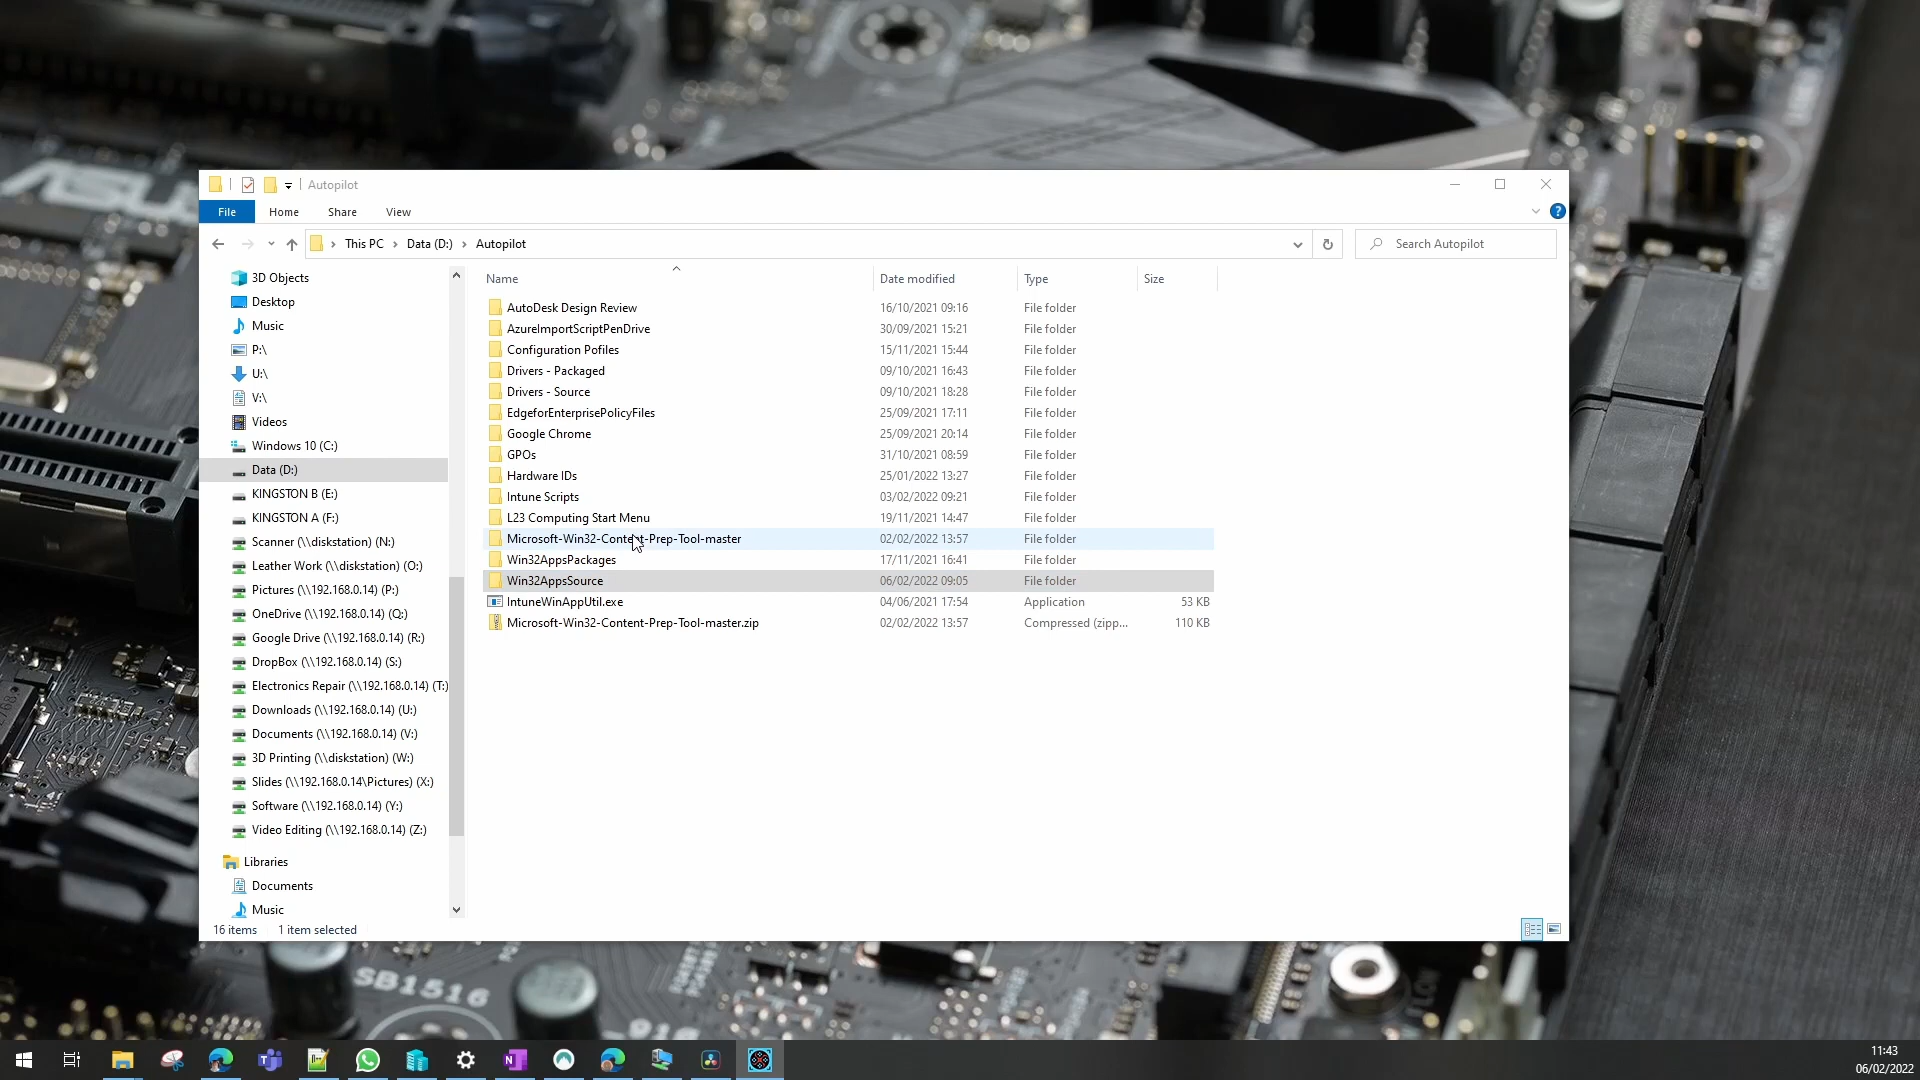 Autopilot
File Home Share View
This PC Data (D:) Autopilot
Search Autopilot
Name Date modified Type Size
3D Objects
Desktop
Music
P:\
U:\
V:\
Videos
Windows 10 (C:)
Data (D:)
KINGSTON B (E:)
KINGSTON A (F:)
Scanner (\\diskstation) (N:)
Leather Work (\\diskstation) (O:)
Pictures (\\192.168.0.14) (P:)
OneDrive (\\192.168.0.14) (Q:)
Google Drive (\\192.168.0.14) (R:)
DropBox (\\192.168.0.14) (S:)
Electronics Repair (\\192.168.0.14) (T:)
Downloads (\\192.168.0.14) (U:)
Documents (\\192.168.0.14) (V:)
3D Printing (\\diskstation) (W:)
Slides (\\192.168.0.14\Pictures) (X:)
Software (\\192.168.0.14) (Y:)
Video Editing (\\192.168.0.14) (Z:)
Libraries
Documents
Music
AutoDesk Design Review 16/10/2021 09:16 File folder
AzureImportScriptPenDrive 30/09/2021 15:21 File folder
Configuration Pofiles 15/11/2021 15:44 File folder
Drivers - Packaged 09/10/2021 16:43 File folder
Drivers - Source 09/10/2021 18:28 File folder
EdgeforEnterprisePolicyFiles 25/09/2021 17:11 File folder
Google Chrome 25/09/2021 20:14 File folder
GPOs 31/10/2021 08:59 File folder
Hardware IDs 25/01/2022 13:27 File folder
Intune Scripts 03/02/2022 09:21 File folder
L23 Computing Start Menu 19/11/2021 14:47 File folder
Microsoft-Win32-Content-Prep-Tool-master 02/02/2022 13:57 File folder
Win32AppsPackages 17/11/2021 16:41 File folder
Win32AppsSource 06/02/2022 09:05 File folder
IntuneWinAppUtil.exe 04/06/2021 17:54 Application 53 KB
Microsoft-Win32-Content-Prep-Tool-master.zip 02/02/2022 13:57 Compressed (zipp... 110 KB
16 items 1 item selected
ASUS
SB1516
11:43
06/02/2022